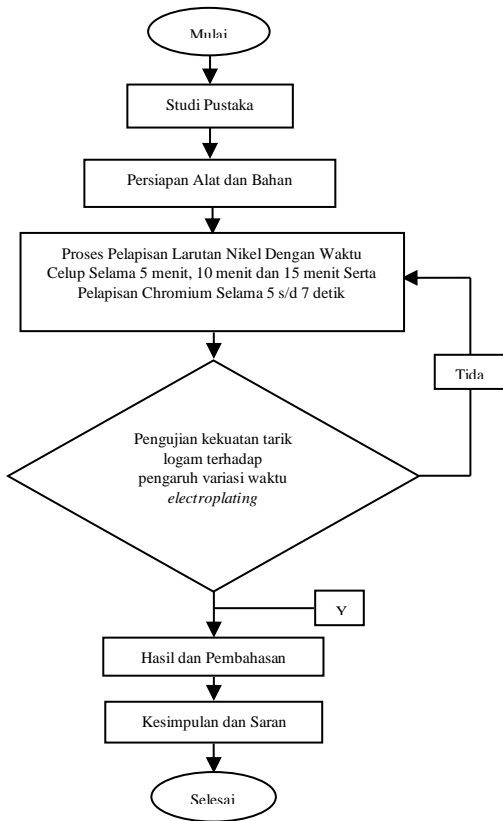 Mulai
Studi Pustaka
Persiapan Alat dan Bahan
Proses Pelapisan Larutan Nikel Dengan Waktu
Celup Selama 5 menit, 10 menit dan 15 menit Serta
Pelapisan Chromium Selama 5 s/d 7 detik
Tida
Pengujian kekuatan tarik
logam terhadap
pengaruh variasi waktu
electroplating
Y
Hasil dan Pembahasan
Kesimpulan dan Saran
Selesai